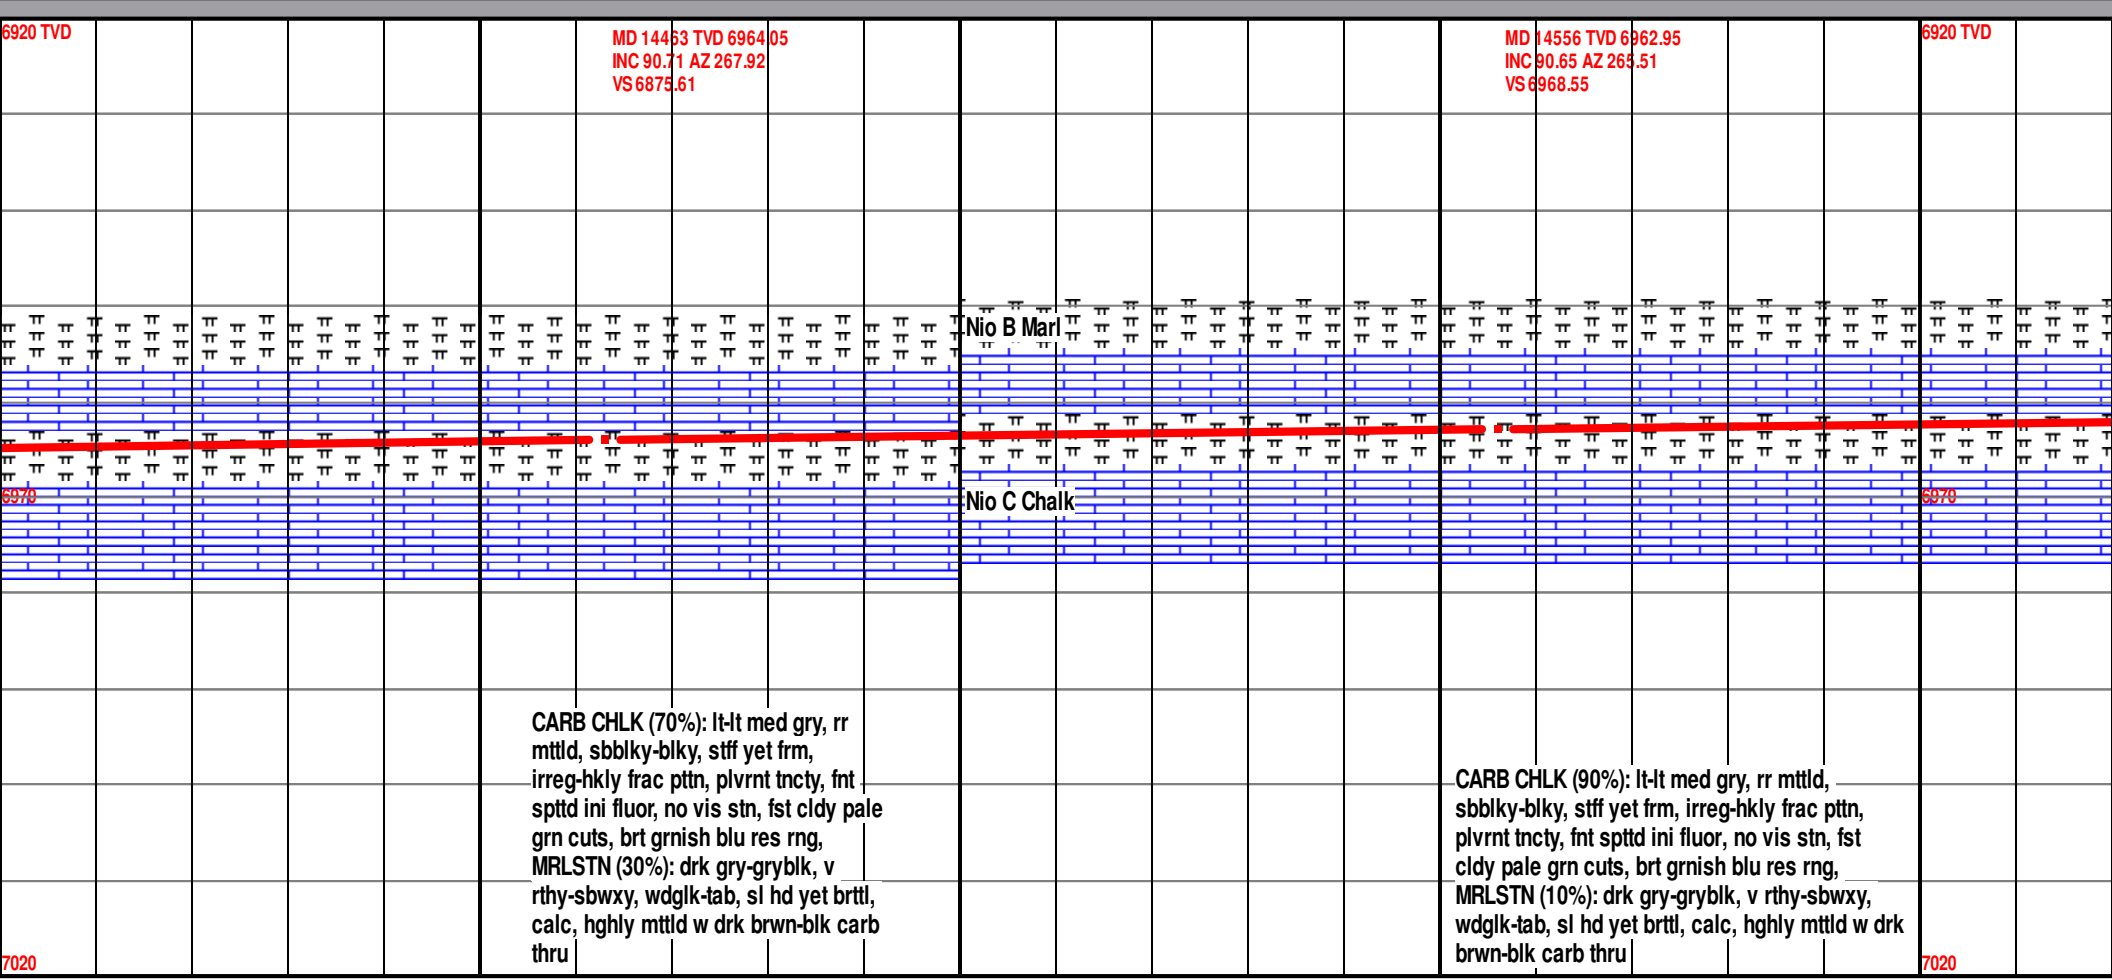 6920 TVD
MD 14463 TVD 6964.05
INC 90.71 AZ 267.92
VS 6875.61
MD 14556 TVD 6962.95
INC 90.65 AZ 265.51
VS 6968.55
6920 TVD
Nio B Marl
6970
Nio C Chalk
6970
CARB CHLK (70%): lt-lt med gry, rr
mttld, sbblky-blky, stff yet frm,
irreg-hkly frac pttn, plvrnt tncty, fnt
spttd ini fluor, no vis stn, fst cldy pale
grn cuts, brt grnish blu res rng,
MRLSTN (30%): drk gry-gryblk, v
rthy-sbwxy, wdglk-tab, sl hd yet brttl,
calc, hghly mttld w drk brwn-blk carb
thru
CARB CHLK (90%): lt-lt med gry, rr mttld,
sbblky-blky, stff yet frm, irreg-hkly frac pttn,
plvrnt tncty, fnt spttd ini fluor, no vis stn, fst
cldy pale grn cuts, brt grnish blu res rng,
MRLSTN (10%): drk gry-gryblk, v rthy-sbwxy,
wdglk-tab, sl hd yet brttl, calc, hghly mttld w drk
brwn-blk carb thru
7020
7020